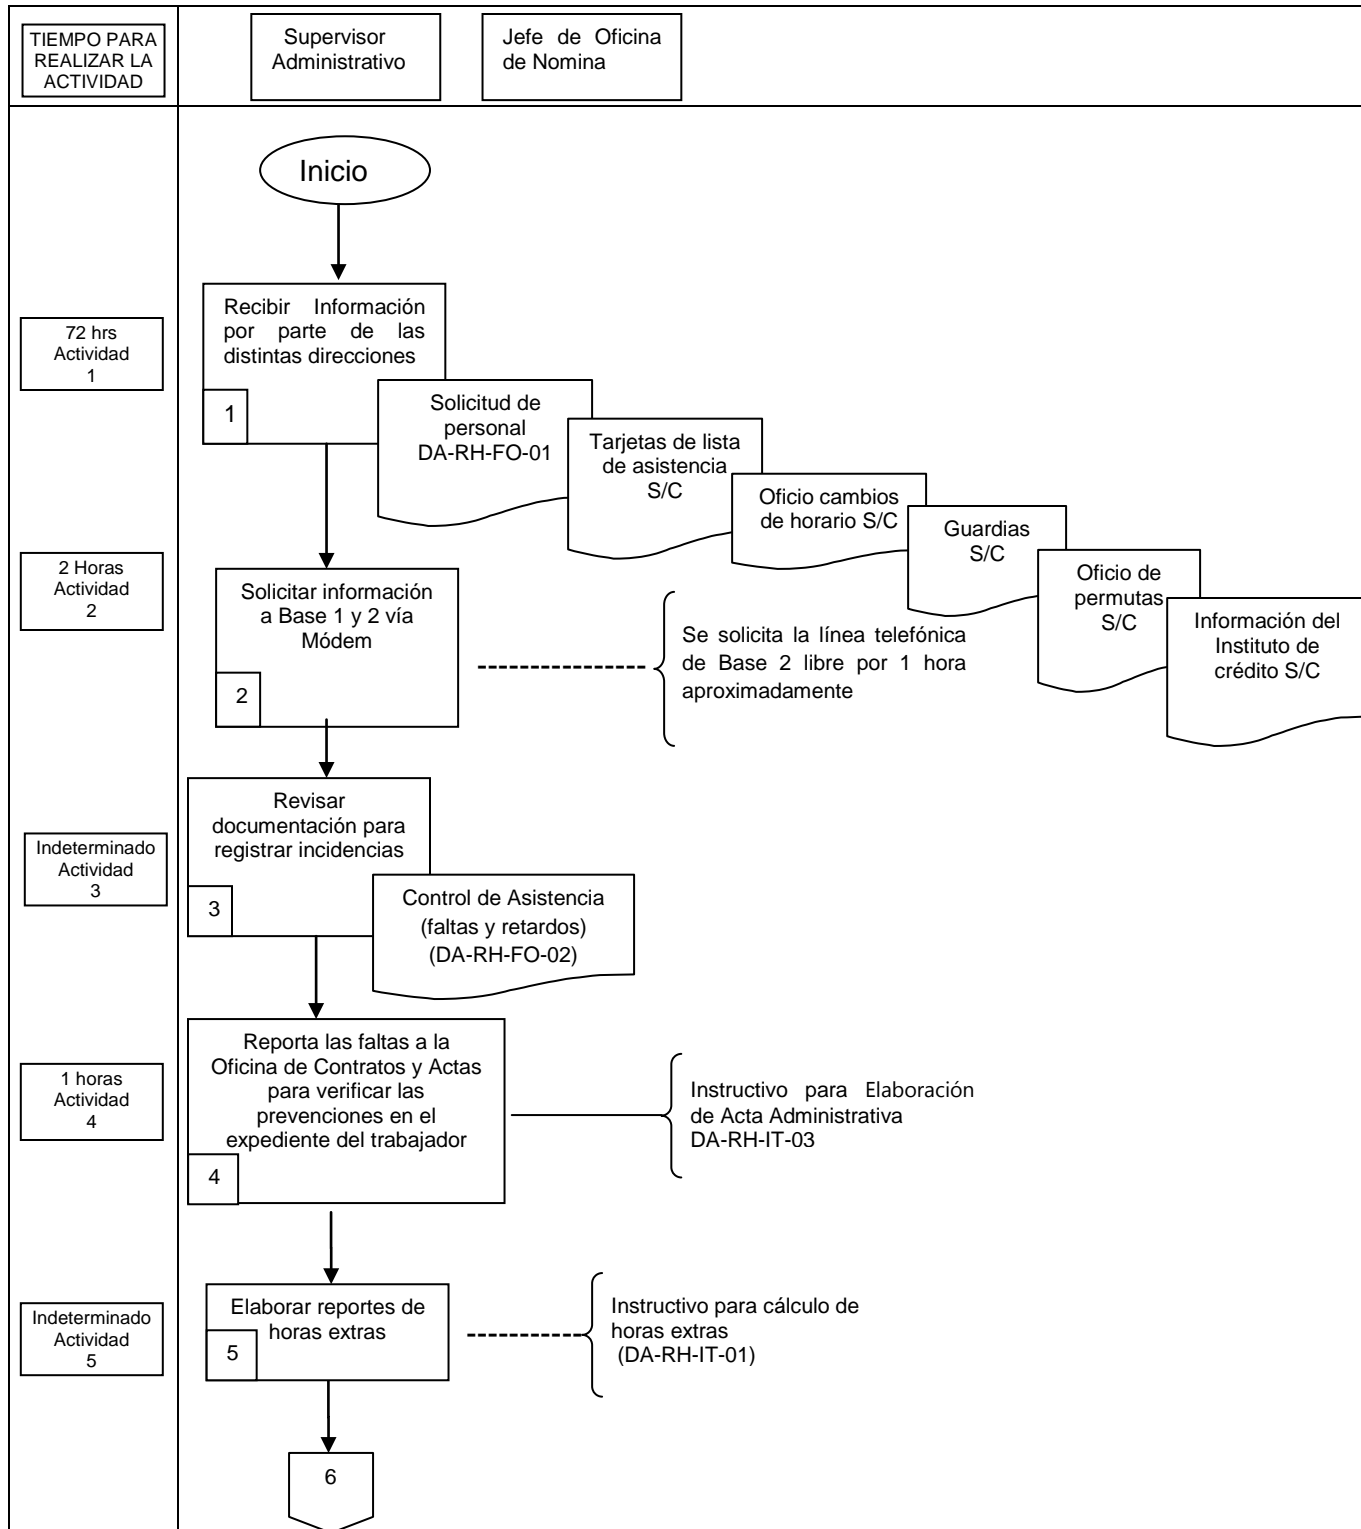 TIEMPO PARA
REALIZAR LA
ACTIVIDAD
Supervisor
Administrativo
Jefe de Oficina
de Nomina
Inicio
72 hrs
Actividad
1
Recibir Información
por parte de las
distintas direcciones
1
Solicitud de
personal
DA-RH-FO-01
Tarjetas de lista
de asistencia
S/C
Oficio cambios
de horario S/C
Guardias
S/C
Oficio de
permutas
S/C
Información del
Instituto de
crédito S/C
2 Horas
Actividad
2
Solicitar información
a Base 1 y 2 vía
Módem
2
Se solicita la línea telefónica
de Base 2 libre por 1 hora
aproximadamente
Indeterminado
Actividad
3
Revisar
documentación para
registrar incidencias
3
Control de Asistencia
(faltas y retardos)
(DA-RH-FO-02)
1 horas
Actividad
4
Reporta las faltas a la
Oficina de Contratos y Actas
para verificar las
prevenciones en el
expediente del trabajador
4
Instructivo para Elaboración
de Acta Administrativa
DA-RH-IT-03
Indeterminado
Actividad
5
Elaborar reportes de
horas extras
5
Instructivo para cálculo de
horas extras
(DA-RH-IT-01)
6